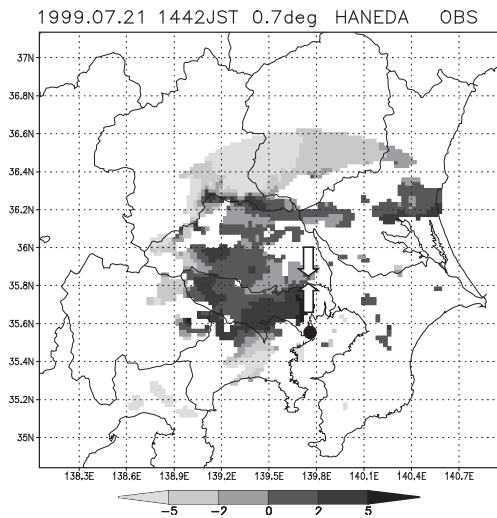 1999.07.21 1442JST 0.7deg HANEDA OBS
37N
36.8N
36.6N
36.4N
36.2N
36N
35.8N
35.6N
35.4N
35.2N
35N
138.3E 138.6E 138.9E 139.2E 139.5E 139.8E 140.1E 140.4E 140.7E
-5 -2 0 2 5